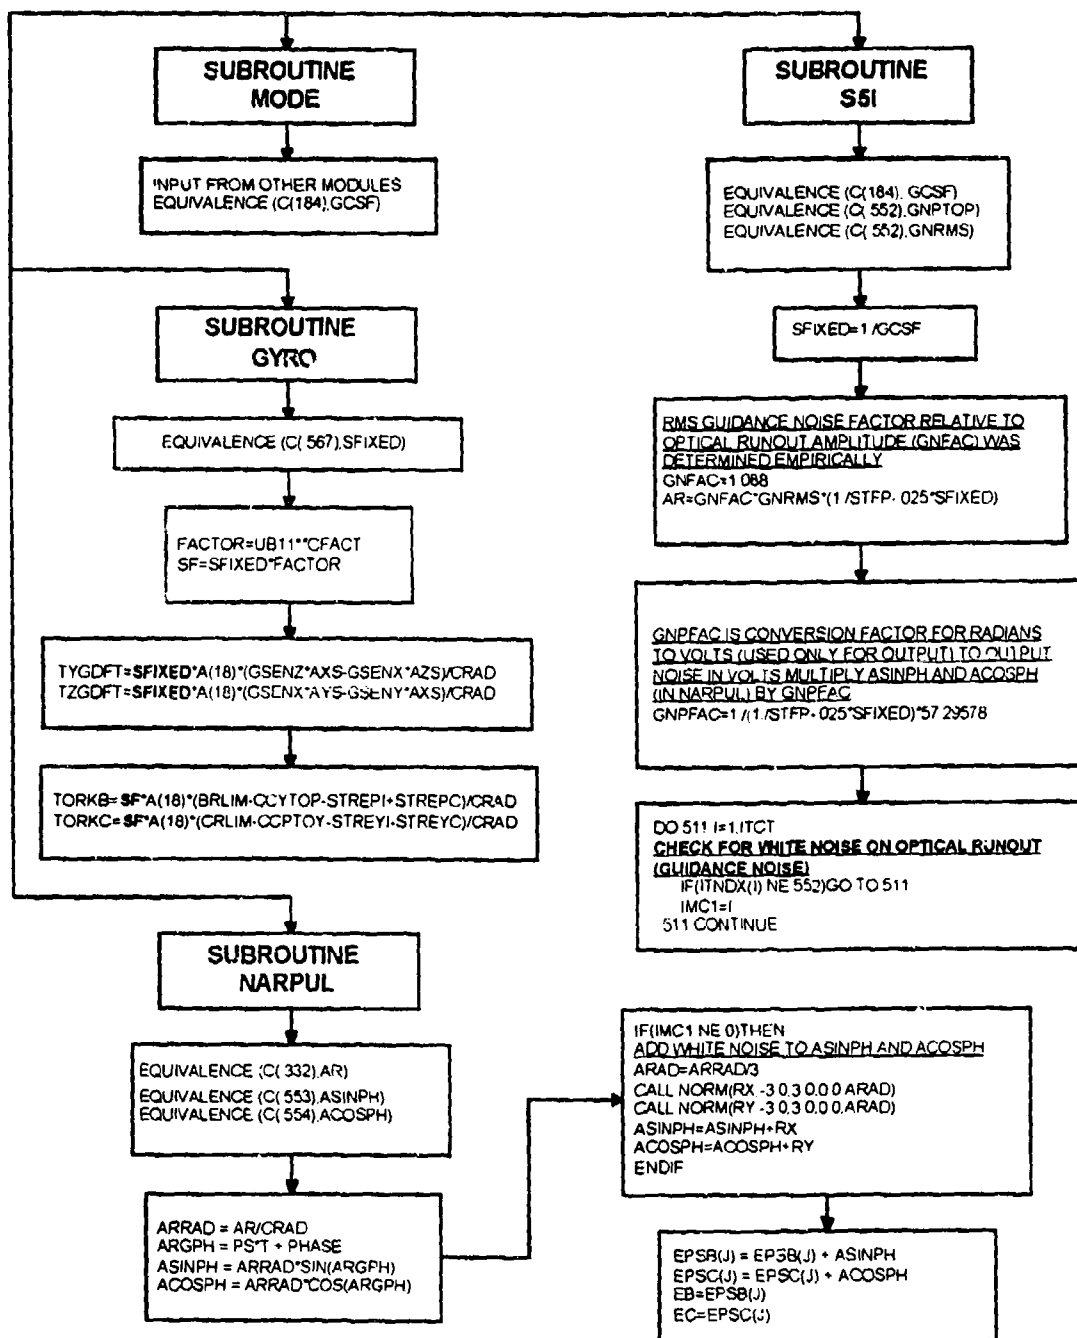 SUBROUTINE
MODE
INPUT FROM OTHER MODULES
EQUIVALENCE (C(184),GCSF)
SUBROUTINE
GYRO
EQUIVALENCE (C( 567),SFIXED)
FACTOR=UB11**CFACT
SF=SFIXED*FACTOR
TYGDFT=SFIXED*A(18)*(GSENZ*AXS-GSENX*AZS)/CRAD
TZGDFT=SFIXED*A(18)*(GSENX*AYS-GSENY*AXS)/CRAD
TORKB=SF*A(18)*(BRLIM-CCYTOP-STREPI+STREPC)/CRAD
TORKC=SF*A(18)*(CRLIM-CCPTOY-STREYI-STREYC)/CRAD
SUBROUTINE
NARPUL
EQUIVALENCE (C( 332),AR)
EQUIVALENCE (C( 553),ASINPH)
EQUIVALENCE (C( 554),ACOSPH)
ARRAD = AR/CRAD
ARGPH = PS*T + PHASE
ASINPH = ARRAD*SIN(ARGPH)
ACOSPH = ARRAD*COS(ARGPH)
SUBROUTINE
S5I
EQUIVALENCE (C(184), GCSF)
EQUIVALENCE (C( 552),GNPTOP)
EQUIVALENCE (C( 552),GNRMS)
SFIXED=1./GCSF
RMS GUIDANCE NOISE FACTOR RELATIVE TO
OPTICAL RUNOUT AMPLITUDE (GNFAC) WAS
DETERMINED EMPIRICALLY
GNFAC=1.088
AR=GNFAC*GNRMS*(1./STFP-.025*SFIXED)
GNPFAC IS CONVERSION FACTOR FOR RADIANS
TO VOLTS (USED ONLY FOR OUTPUT) TO OUTPUT
NOISE IN VOLTS MULTIPLY ASINPH AND ACOSPH
(IN NARPUL) BY GNPFAC
GNPFAC=1./(1./STFP-.025*SFIXED)*57.29578
DO 511 I=1,ITCT
CHECK FOR WHITE NOISE ON OPTICAL RUNOUT
(GUIDANCE NOISE)
IF(ITNDX(I) NE 552)GO TO 511
IMC1=I
511 CONTINUE
IF(IMC1 NE 0)THEN
ADD WHITE NOISE TO ASINPH AND ACOSPH
ARAD=ARRAD/3
CALL NORM(RX,-3.0,3.0,0.0,ARAD)
CALL NORM(RY,-3.0,3.0,0.0,ARAD)
ASINPH=ASINPH+RX
ACOSPH=ACOSPH+RY
ENDIF
EPSB(J) = EPSB(J) + ASINPH
EPSC(J) = EPSC(J) + ACOSPH
EB=EPSB(J)
EC=EPSC(J)